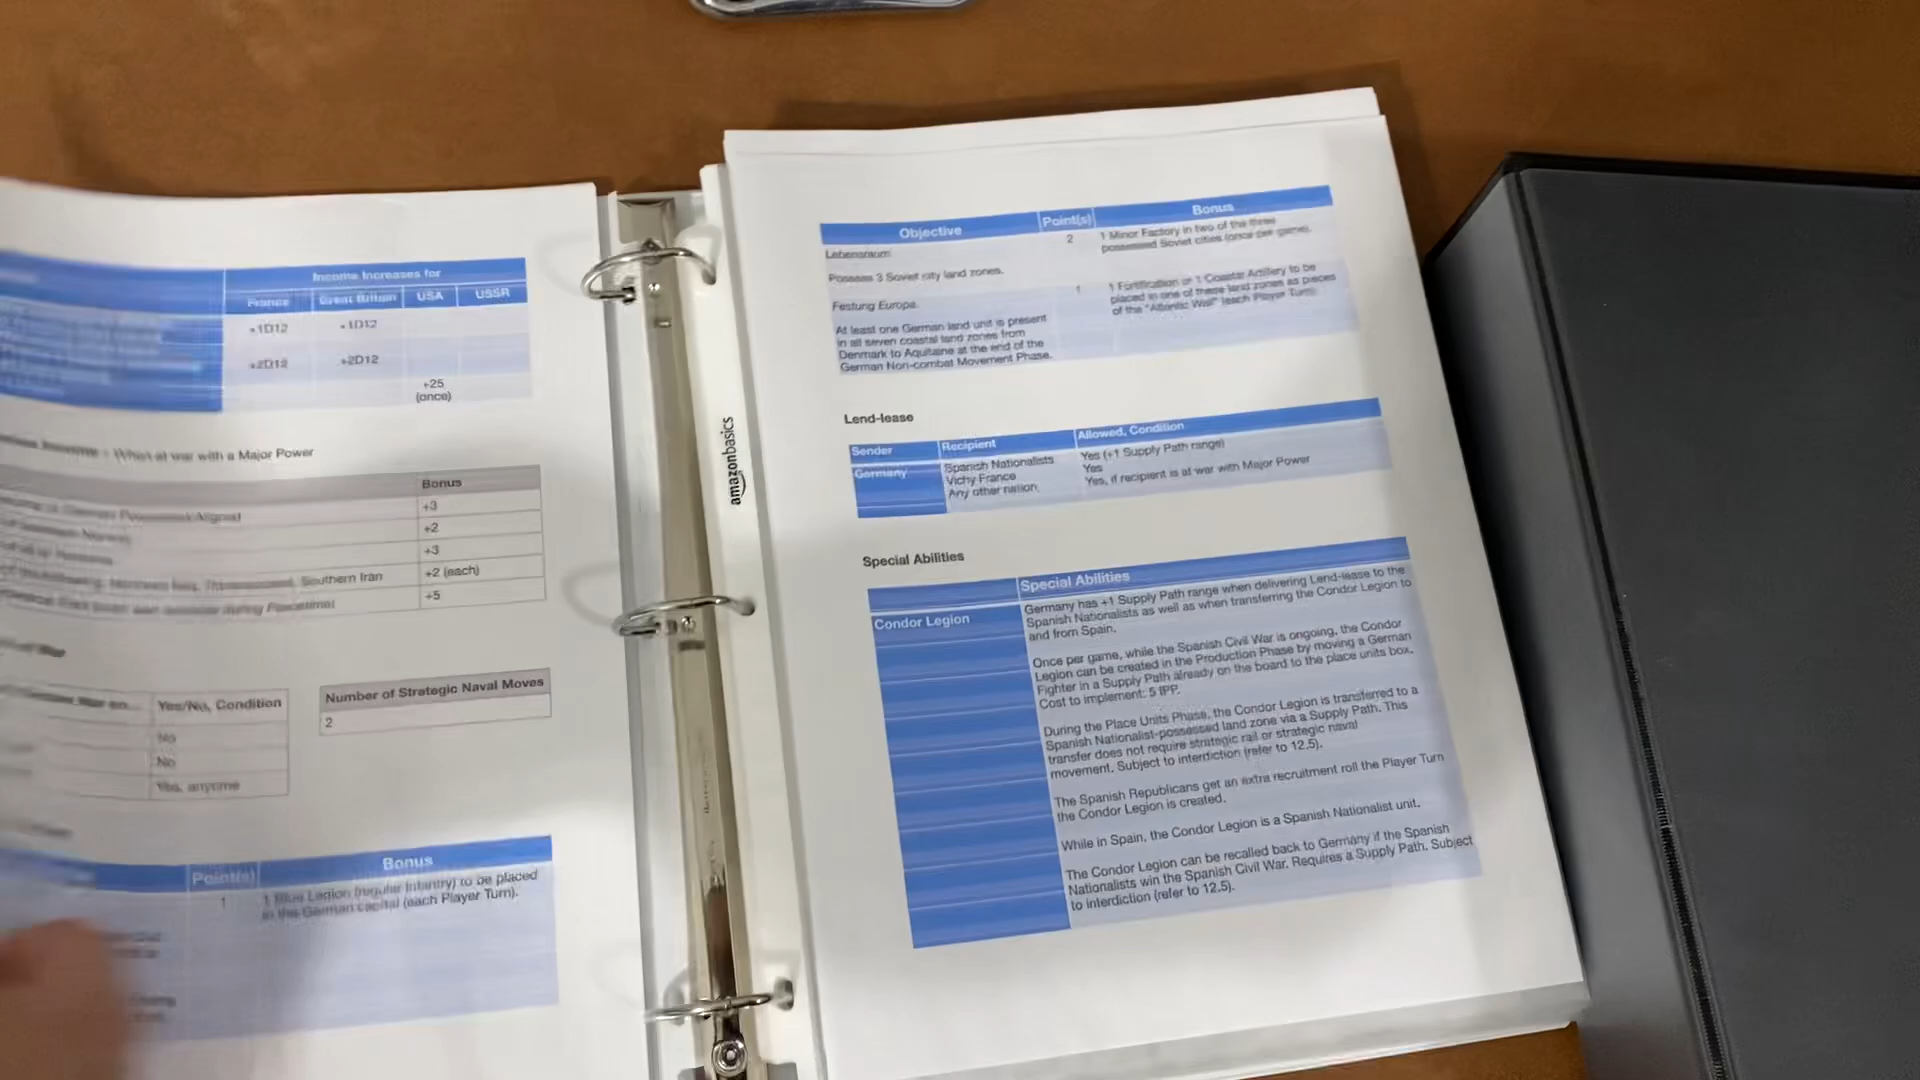 Income Increases for
France Great Britain USA USSR
+1D12 +1D12
+2D12 +2D12
+25
(once)
When at war with a Major Power
Bonus
+3
+2
+3
Southern Iran +2 (each)
+5
Yes/No, Condition
No
No
Yes, anytime
Number of Strategic Naval Moves
2
Point(s) Bonus
1 1 Blue Legion (regular Infantry) to be placed
in the German capital (each Player Turn).
amazonbasics
Objective Point(s) Bonus
Lebensraum 2 1 Minor Factory in two of the three
possessed Soviet cities (once per game).
Possess 3 Soviet city land zones.
Festung Europa. 1 1 Fortification or 1 Coastal Artillery to be
placed in one of these land zones as pieces
of the "Atlantic Wall" (each Player Turn).
At least one German land unit is present
in all seven coastal land zones from
Denmark to Aquitaine at the end of the
German Non-combat Movement Phase.
Lend-lease
Sender Recipient Allowed, Condition
Germany Spanish Nationalists Yes (+1 Supply Path range)
Vichy France Yes
Any other nation. Yes, if recipient is at war with Major Power
Special Abilities
Special Abilities
Condor Legion Germany has +1 Supply Path range when delivering Lend-lease to the
Spanish Nationalists as well as when transferring the Condor Legion to
and from Spain.
Once per game, while the Spanish Civil War is ongoing, the Condor
Legion can be created in the Production Phase by moving a German
Fighter in a Supply Path already on the board to the place units box.
Cost to implement: 5 IPP.
During the Place Units Phase, the Condor Legion is transferred to a
Spanish Nationalist-possessed land zone via a Supply Path. This
transfer does not require strategic rail or strategic naval
movement. Subject to interdiction (refer to 12.5).
The Spanish Republicans get an extra recruitment roll the Player Turn
the Condor Legion is created.
While in Spain, the Condor Legion is a Spanish Nationalist unit.
The Condor Legion can be recalled back to Germany if the Spanish
Nationalists win the Spanish Civil War. Requires a Supply Path. Subject
to interdiction (refer to 12.5).